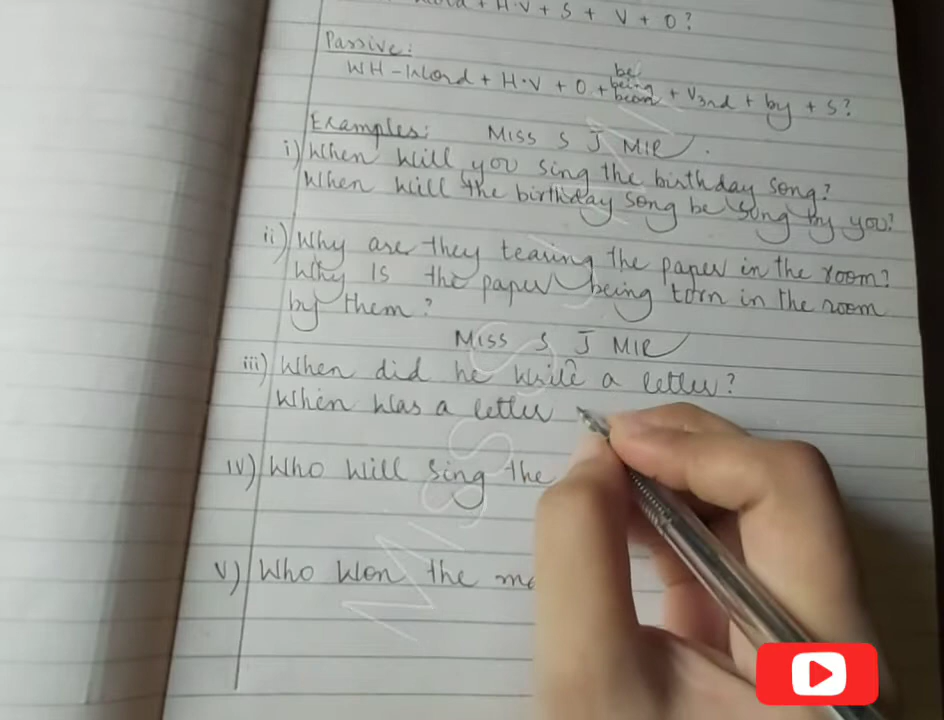 + H.V + S + V + O?
Passive:
be
WH-Word + H.V + O + being + V3rd + by + S?
been
Examples: MISS S J MIR.
i) When will you sing the birthday song?
When will the birthday song be sung by you?
ii) Why are they tearing the paper in the room?
Why is the paper being torn in the room
by them?
MISS S J MIR
iii) When did he write a letter?
When was a letter
iv) Who will sing the
v) Who won the
MISS S J MIR